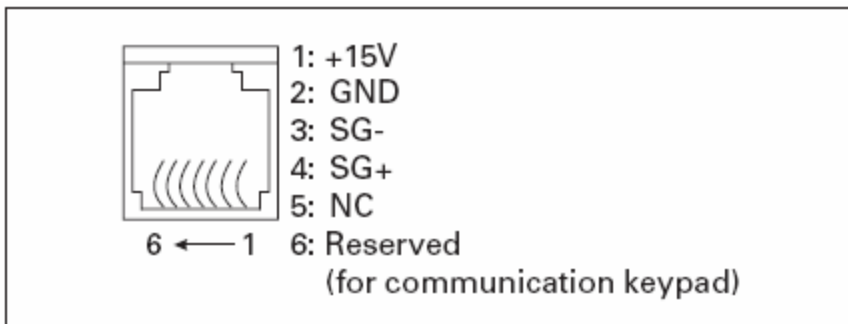 1: +15V
2: GND
3: SG-
4: SG+
5: NC
6 ← 1
6: Reserved
(for communication keypad)